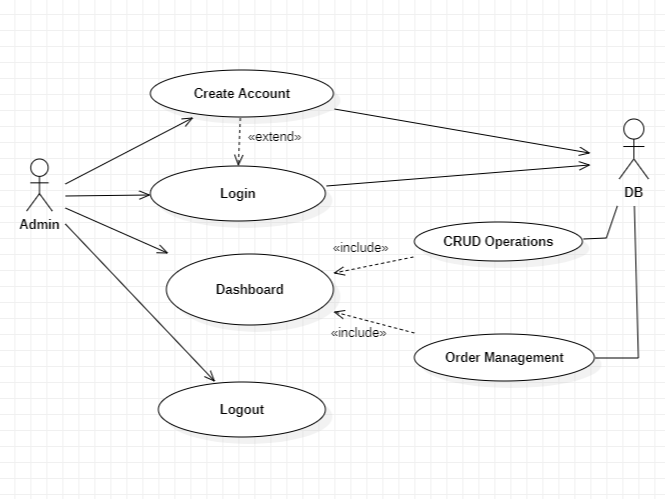 Create Account
«extend»
Login
Admin
DB
CRUD Operations
«include»
Dashboard
«include»
Order Management
Logout